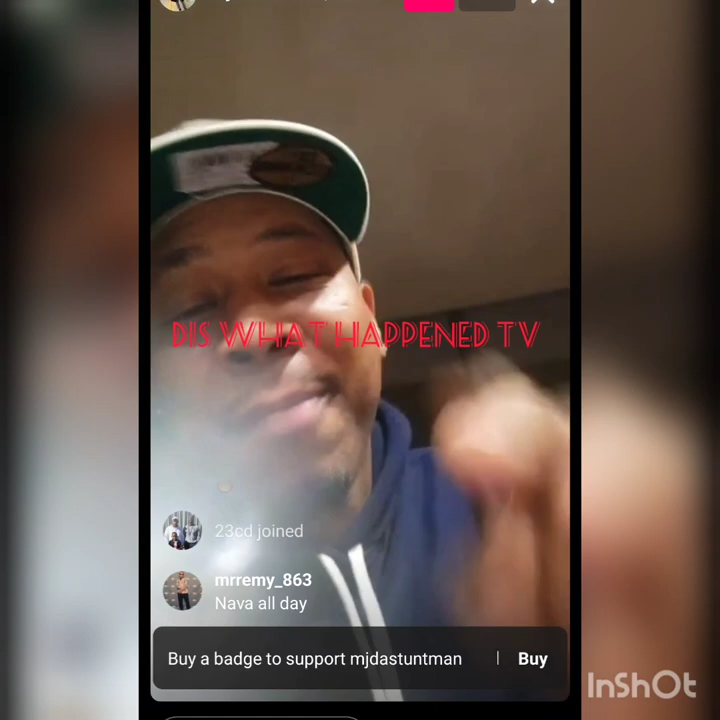 DIS WHAT HAPPENED TV
23cd joined
mrremy_863
Nava all day
Buy a badge to support mjdastuntman | Buy
InShOt